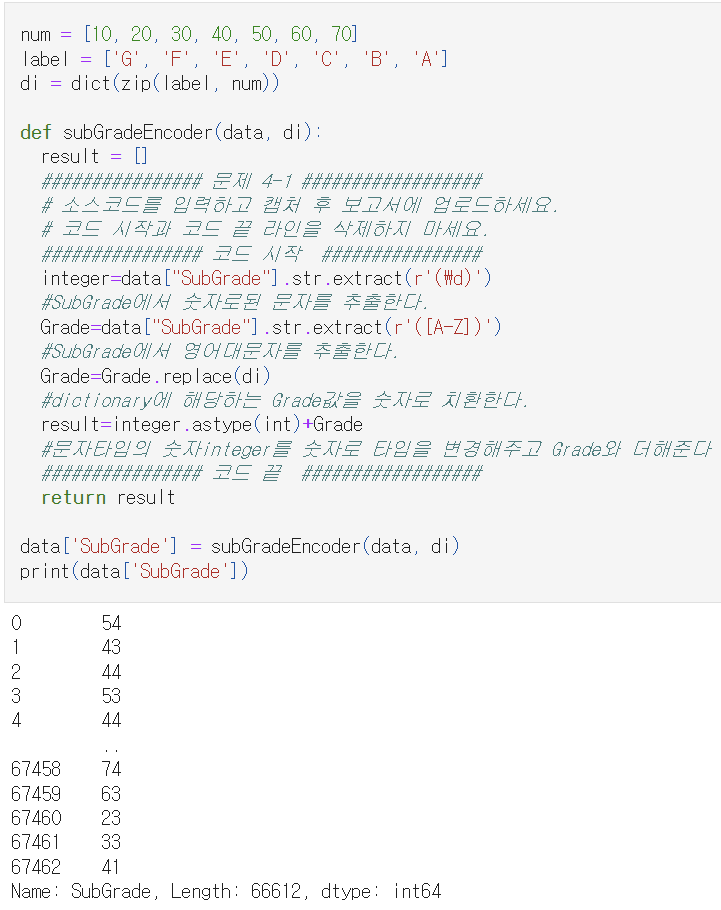 num = [10, 20, 30, 40, 50, 60, 70]
label = ['G', 'F', 'E', 'D', 'C', 'B', 'A']
di = dict(zip(label, num))
def subGradeEncoder(data, di):
result = []
################ 문제 4-1 ##################
# 소스코드를 입력하고 캡처 후 보고서에 업로드하세요.
# 코드 시작과 코드 끝 라인을 삭제하지 마세요.
################ 코드 시작  ################
integer=data["SubGrade"].str.extract(r'(₩d)')
#SubGrade에서 숫자로된 문자를 추출한다.
Grade=data["SubGrade"].str.extract(r'([A-Z])')
#SubGrade에서 영어대문자를 추출한다.
Grade=Grade.replace(di)
#dictionary에 해당하는 Grade값을 숫자로 치환한다.
result=integer.astype(int)+Grade
#문자타입의 숫자integer를 숫자로 타입을 변경해주고 Grade와 더해준다
################ 코드 끝  ##################
return result
data['SubGrade'] = subGradeEncoder(data, di)
print(data['SubGrade'])
0        54
1        43
2        44
3        53
4        44
..
67458    74
67459    63
67460    23
67461    33
67462    41
Name: SubGrade, Length: 66612, dtype: int64